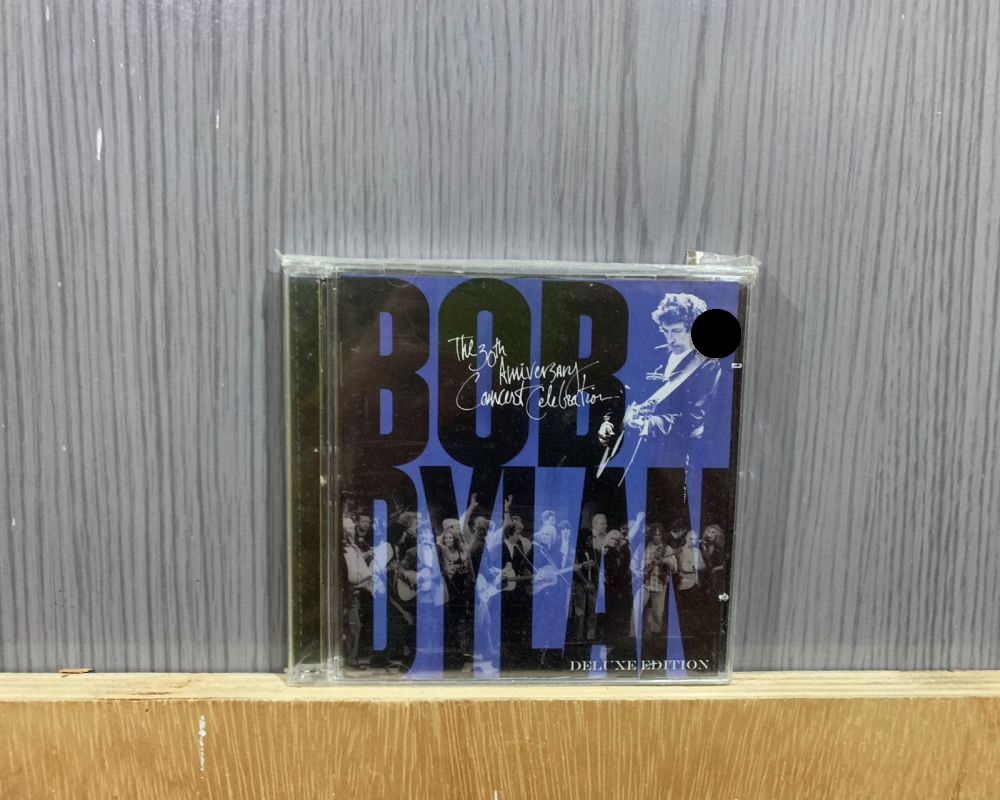 BOB
The 30th
Anniversary
Concert Celebration
DYLAN
DELUXE EDITION